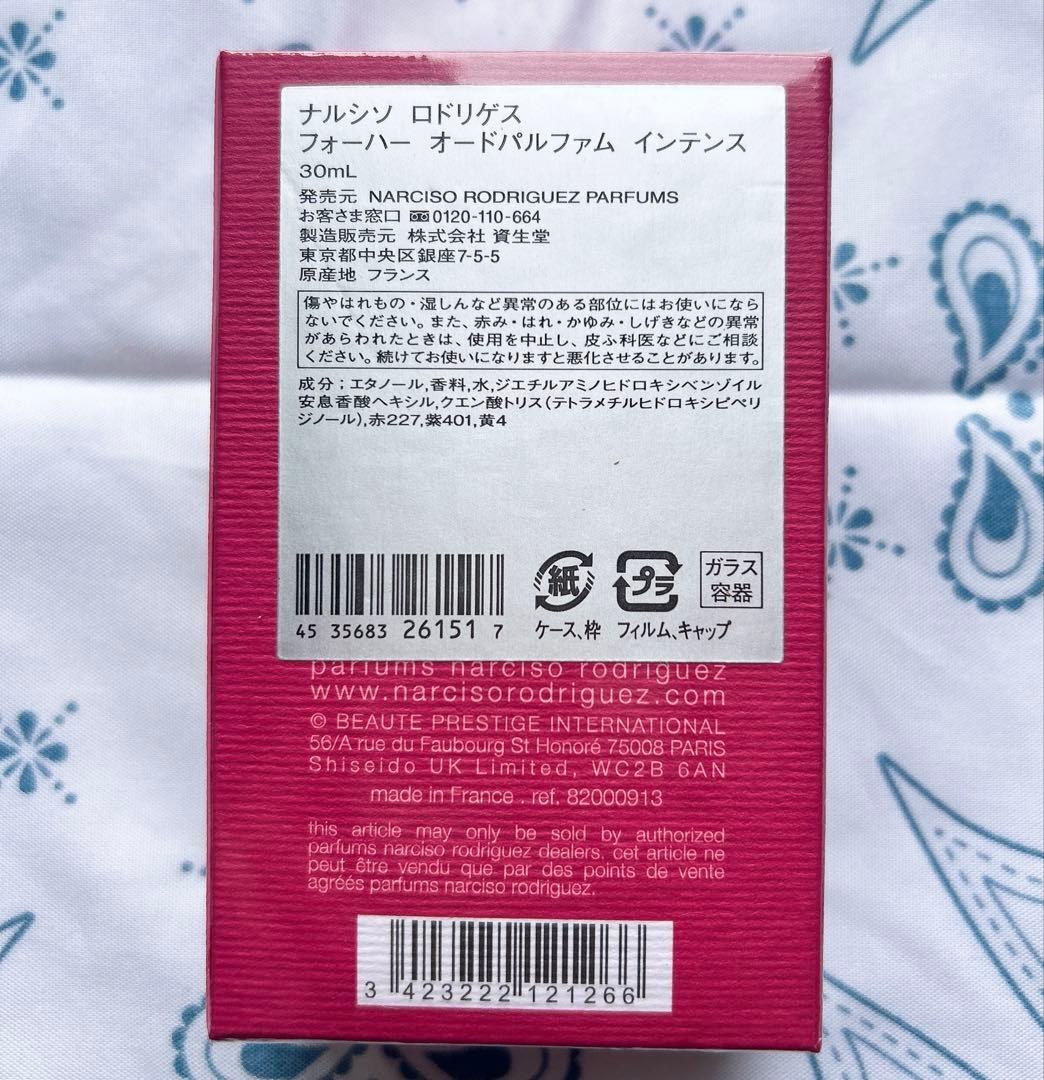 ナルシソ ロドリゲス
フォーハー オードパルファム インテンス
30mL
発売元 NARCISO RODRIGUEZ PARFUMS
お客さま窓口 0120-110-664
製造販売元 株式会社 資生堂
東京都中央区銀座7-5-5
原産地 フランス
傷やはれもの・湿しんなど異常のある部位にはお使いになら
ないでください。また、赤み・はれ・かゆみ・しげきなどの異常
があらわれたときは、使用を中止し、皮ふ科医などにご相談
ください。続けてお使いになりますと悪化させることがあります。
成分；エタノール,香料,水,ジエチルアミノヒドロキシベンゾイル
安息香酸ヘキシル,クエン酸トリス(テトラメチルヒドロキシピペリ
ジノール),赤227,紫401,黄4
紙
プラ
ガラス
容器
45 35683 26151 7
ケース、枠
フィルム、キャップ
parfums narciso rodriguez
www.narcisorodriguez.com
© BEAUTE PRESTIGE INTERNATIONAL
56/A rue du Faubourg St Honoré 75008 PARIS
Shiseido UK Limited, WC2B 6AN
made in France . ref. 82000913
this article may only be sold by authorized
parfums narciso rodriguez dealers. cet article ne
peut être vendu que par des points de vente
agréés parfums narciso rodriguez.
3 423222 121266